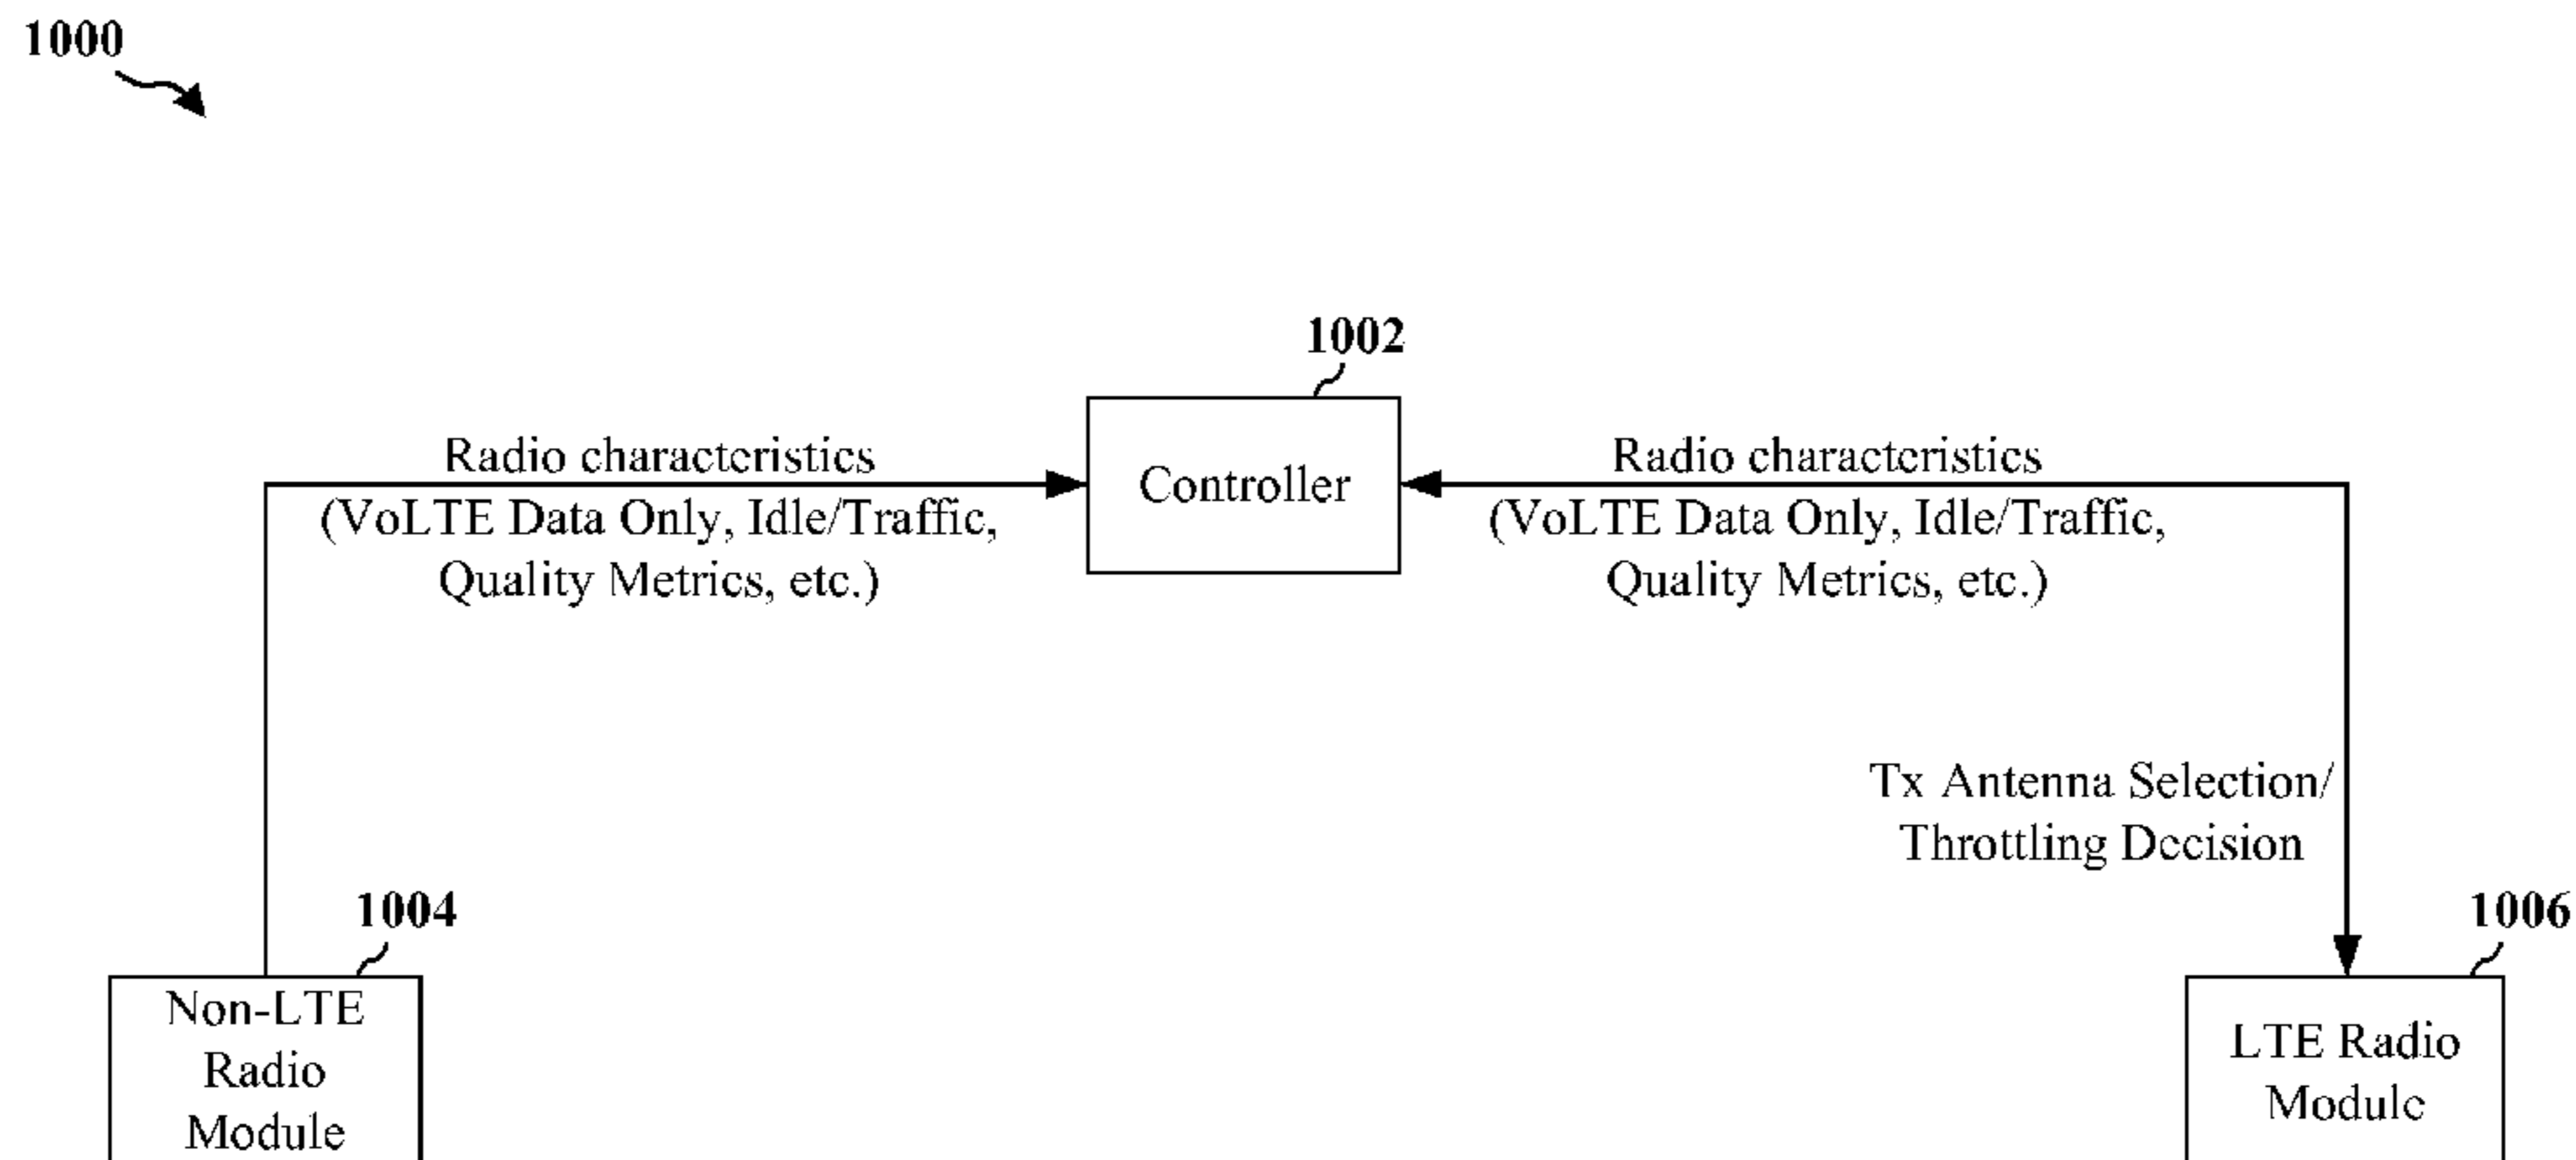 1000
1002
Controller
Radio characteristics
(VoLTE Data Only, Idle/Traffic,
Quality Metrics, etc.)
Radio characteristics
(VoLTE Data Only, Idle/Traffic,
Quality Metrics, etc.)
Tx Antenna Selection/
Throttling Decision
1004
Non-LTE
Radio
Module
1006
LTE Radio
Module